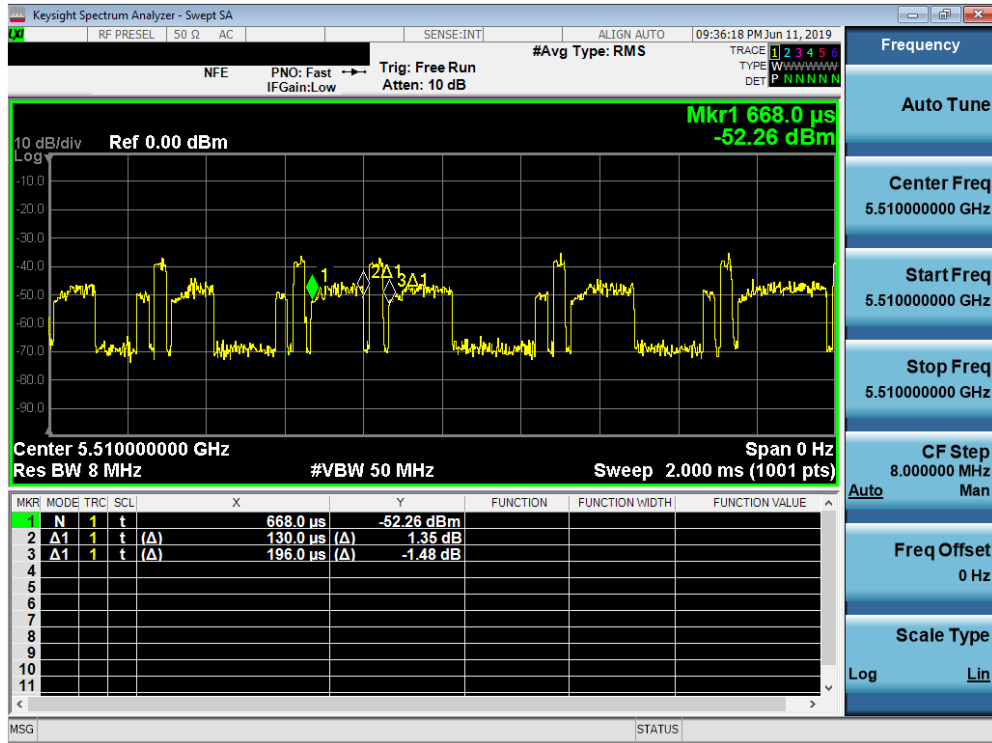 Keysight Spectrum Analyzer - Swept SA
LXI RF PRESEL 50 Ω AC SENSE:INT ALIGN AUTO 09:36:18 PM Jun 11, 2019
NFE PNO: Fast Trig: Free Run #Avg Type: RMS TRACE 1 2 3 4 5 6
IFGain:Low Atten: 10 dB TYPE WWWWWW
DET P N N N N N
Frequency
Mkr1 668.0 µs
-52.26 dBm
10 dB/div Ref 0.00 dBm
Log
-10.0
-20.0
-30.0
-40.0
-50.0
-60.0
-70.0
-80.0
-90.0
1 2Δ1 3Δ1
Center 5.510000000 GHz Span 0 Hz
Res BW 8 MHz #VBW 50 MHz Sweep 2.000 ms (1001 pts)
MKR MODE TRC SCL X Y FUNCTION FUNCTION WIDTH FUNCTION VALUE
1 N 1 t 668.0 µs -52.26 dBm
2 Δ1 1 t (Δ) 130.0 µs (Δ) 1.35 dB
3 Δ1 1 t (Δ) 196.0 µs (Δ) -1.48 dB
4
5
6
7
8
9
10
11
Auto Tune
Center Freq
5.510000000 GHz
Start Freq
5.510000000 GHz
Stop Freq
5.510000000 GHz
CF Step
8.000000 MHz
Auto Man
Freq Offset
0 Hz
Scale Type
Log Lin
MSG STATUS